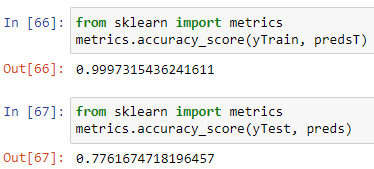 In [66]: from sklearn import metrics
metrics.accuracy_score(yTrain, predsT)
Out[66]: 0.9997315436241611
In [67]: from sklearn import metrics
metrics.accuracy_score(yTest, preds)
Out[67]: 0.7761674718196457